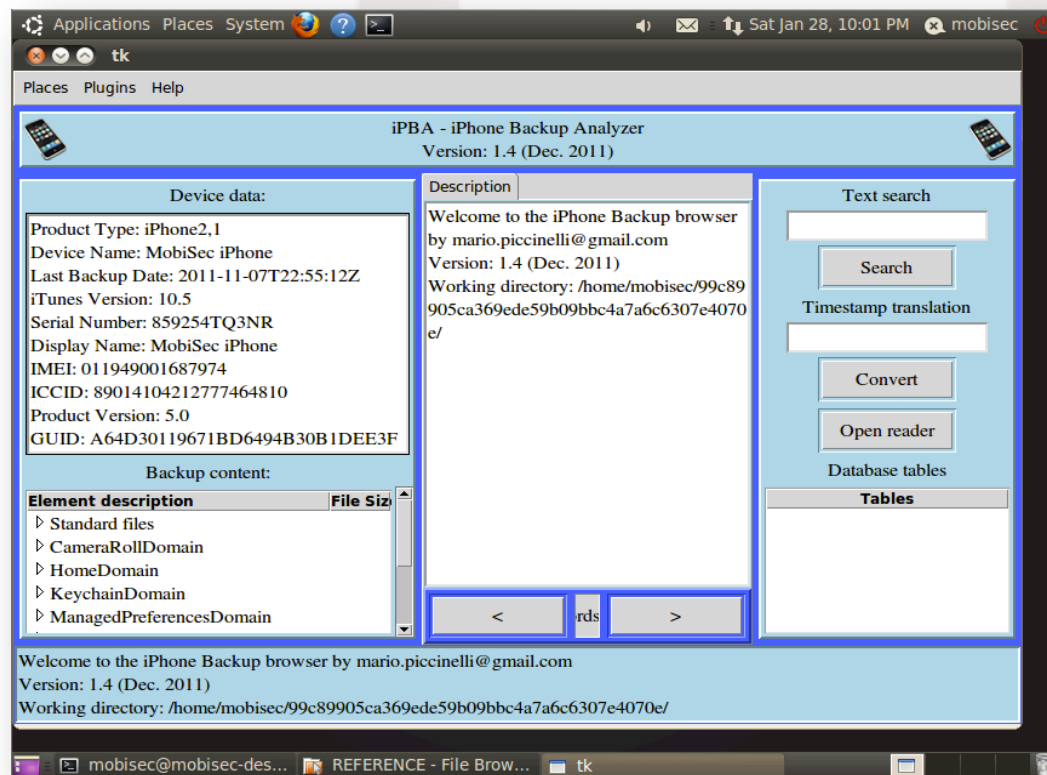 Applications Places System Sat Jan 28, 10:01 PM mobisec
tk
Places Plugins Help
iPBA - iPhone Backup Analyzer
Version: 1.4 (Dec. 2011)
Device data:
Product Type: iPhone2,1
Device Name: MobiSec iPhone
Last Backup Date: 2011-11-07T22:55:12Z
iTunes Version: 10.5
Serial Number: 859254TQ3NR
Display Name: MobiSec iPhone
IMEI: 011949001687974
ICCID: 89014104212777464810
Product Version: 5.0
GUID: A64D30119671BD6494B30B1DEE3F
Backup content:
Element description File Siz
Standard files
CameraRollDomain
HomeDomain
KeychainDomain
ManagedPreferencesDomain
Description
Welcome to the iPhone Backup browser
by mario.piccinelli@gmail.com
Version: 1.4 (Dec. 2011)
Working directory: /home/mobisec/99c89
905ca369ede59b09bbc4a7a6c6307e4070
e/
< rds >
Text search
Search
Timestamp translation
Convert
Open reader
Database tables
Tables
Welcome to the iPhone Backup browser by mario.piccinelli@gmail.com
Version: 1.4 (Dec. 2011)
Working directory: /home/mobisec/99c89905ca369ede59b09bbc4a7a6c6307e4070e/
mobisec@mobisec-des... REFERENCE - File Brow... tk